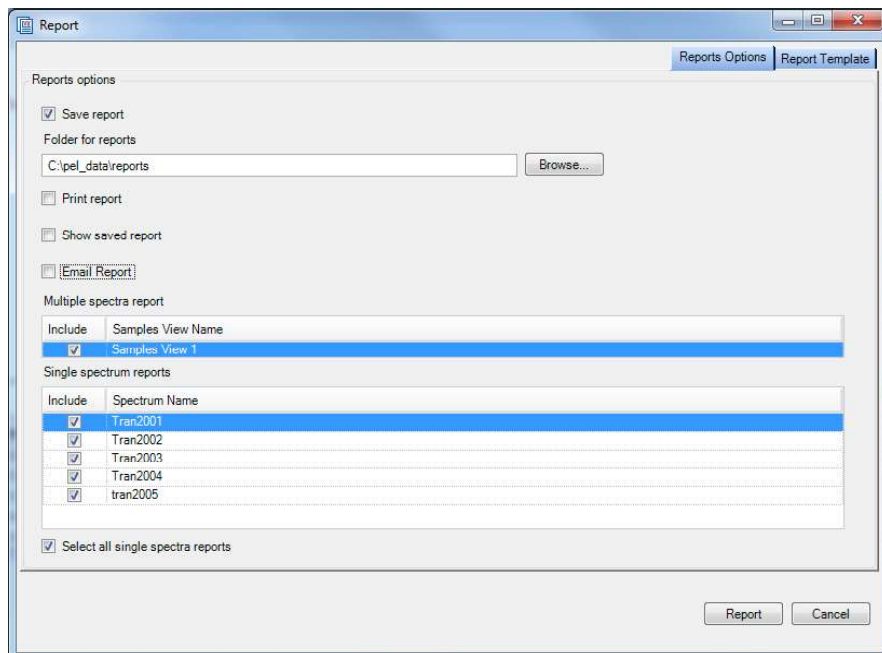 Report
Reports Options Report Template
Reports options
Save report
Folder for reports
C:\pel_data\reports Browse...
Print report
Show saved report
Email Report
Multiple spectra report
Include Samples View Name
Samples View 1
Single spectrum reports
Include Spectrum Name
Tran2001
Tran2002
Tran2003
Tran2004
tran2005
Select all single spectra reports
Report Cancel